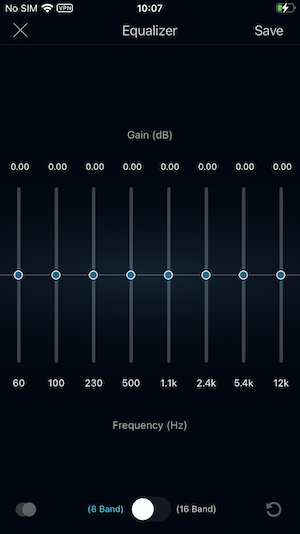 No SIM VPN 10:07
Equalizer Save
Gain (dB)
0.00 0.00 0.00 0.00 0.00 0.00 0.00 0.00
60 100 230 500 1.1k 2.4k 5.4k 12k
Frequency (Hz)
(8 Band) (16 Band)